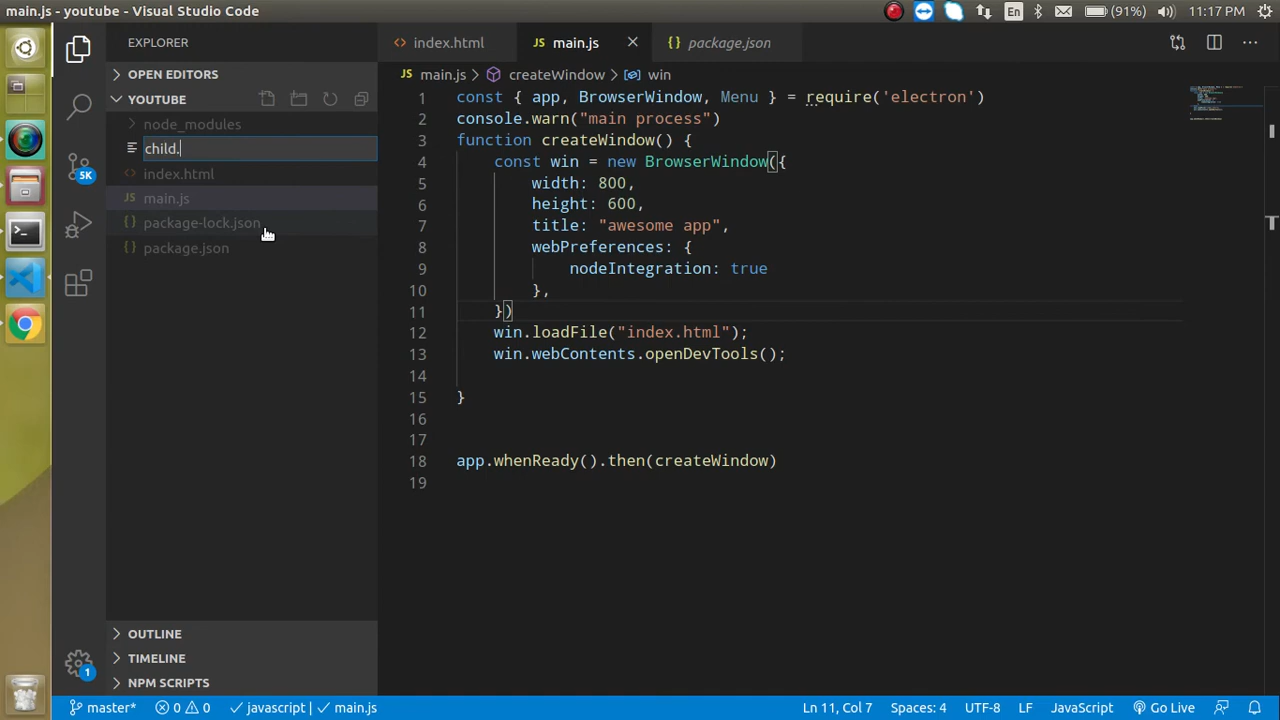 main.js - youtube - Visual Studio Code
En
(91%)
11:17 PM
EXPLORER
OPEN EDITORS
YOUTUBE
node_modules
child.
index.html
JS main.js
{} package-lock.json
{} package.json
OUTLINE
TIMELINE
NPM SCRIPTS
5K
1
<> index.html
JS main.js
{} package.json
JS main.js > createWindow > win
1 const { app, BrowserWindow, Menu } = require('electron')
2 console.warn("main process")
3 function createWindow() {
4 const win = new BrowserWindow({
5 width: 800,
6 height: 600,
7 title: "awesome app",
8 webPreferences: {
9 nodeIntegration: true
10 },
11 })
12 win.loadFile("index.html");
13 win.webContents.openDevTools();
14
15 }
16
17
18 app.whenReady().then(createWindow)
19
master* 0 0 javascript | main.js Ln 11, Col 7 Spaces: 4 UTF-8 LF JavaScript Go Live